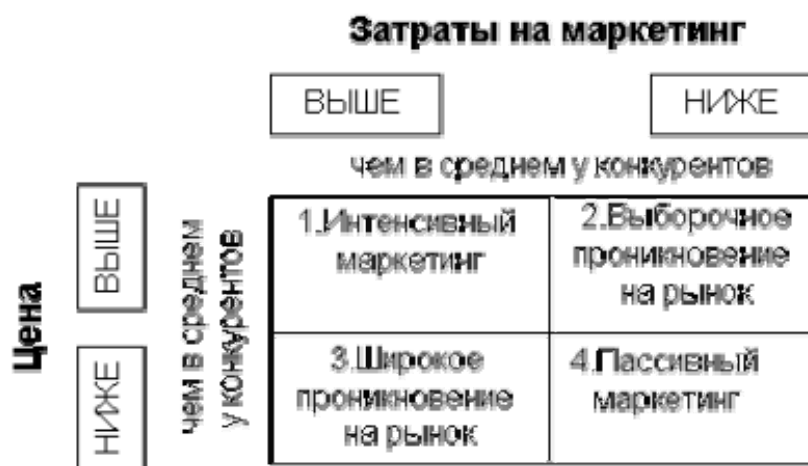 Затраты на маркетинг
ВЫШЕ
НИЖЕ
чем в среднем у конкурентов
Цена
ВЫШЕ
НИЖЕ
чем в среднем
у конкурентов
1.Интенсивный
маркетинг
2.Выборочное
проникновение
на рынок
3.Широкое
проникновение
на рынок
4.Пассивный
маркетинг